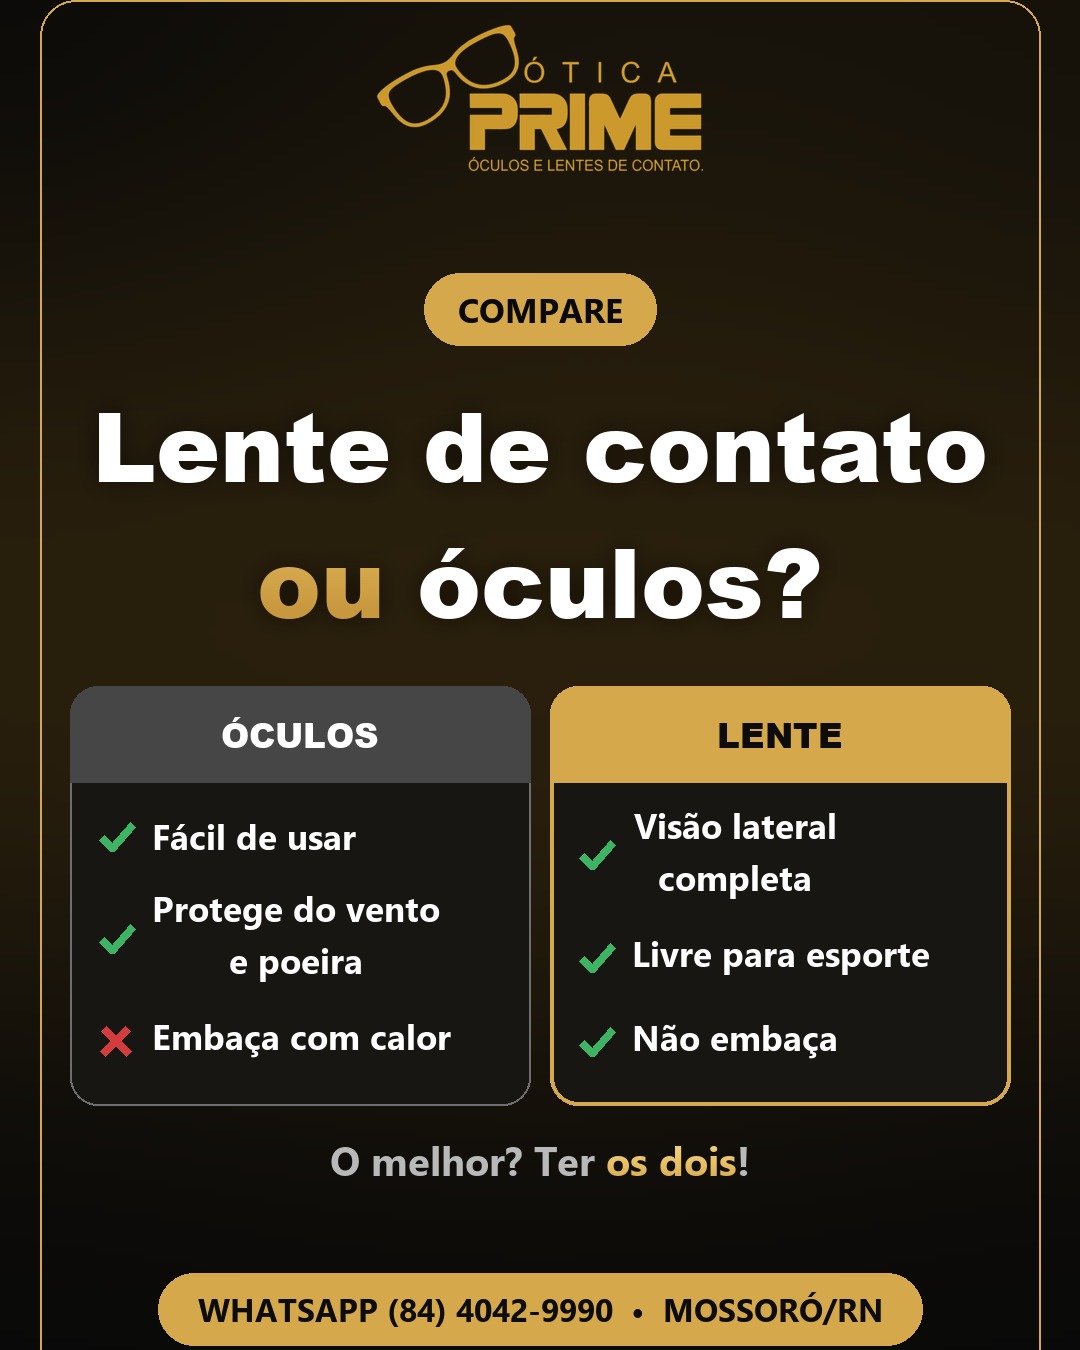 ÓTICA
PRIME
ÓCULOS E LENTES DE CONTATO.
COMPARE
Lente de contato
ou óculos?
ÓCULOS
Fácil de usar
Protege do vento
e poeira
Embaça com calor
LENTE
Visão lateral
completa
Livre para esporte
Não embaça
O melhor? Ter os dois!
WHATSAPP (84) 4042-9990 • MOSSORÓ/RN